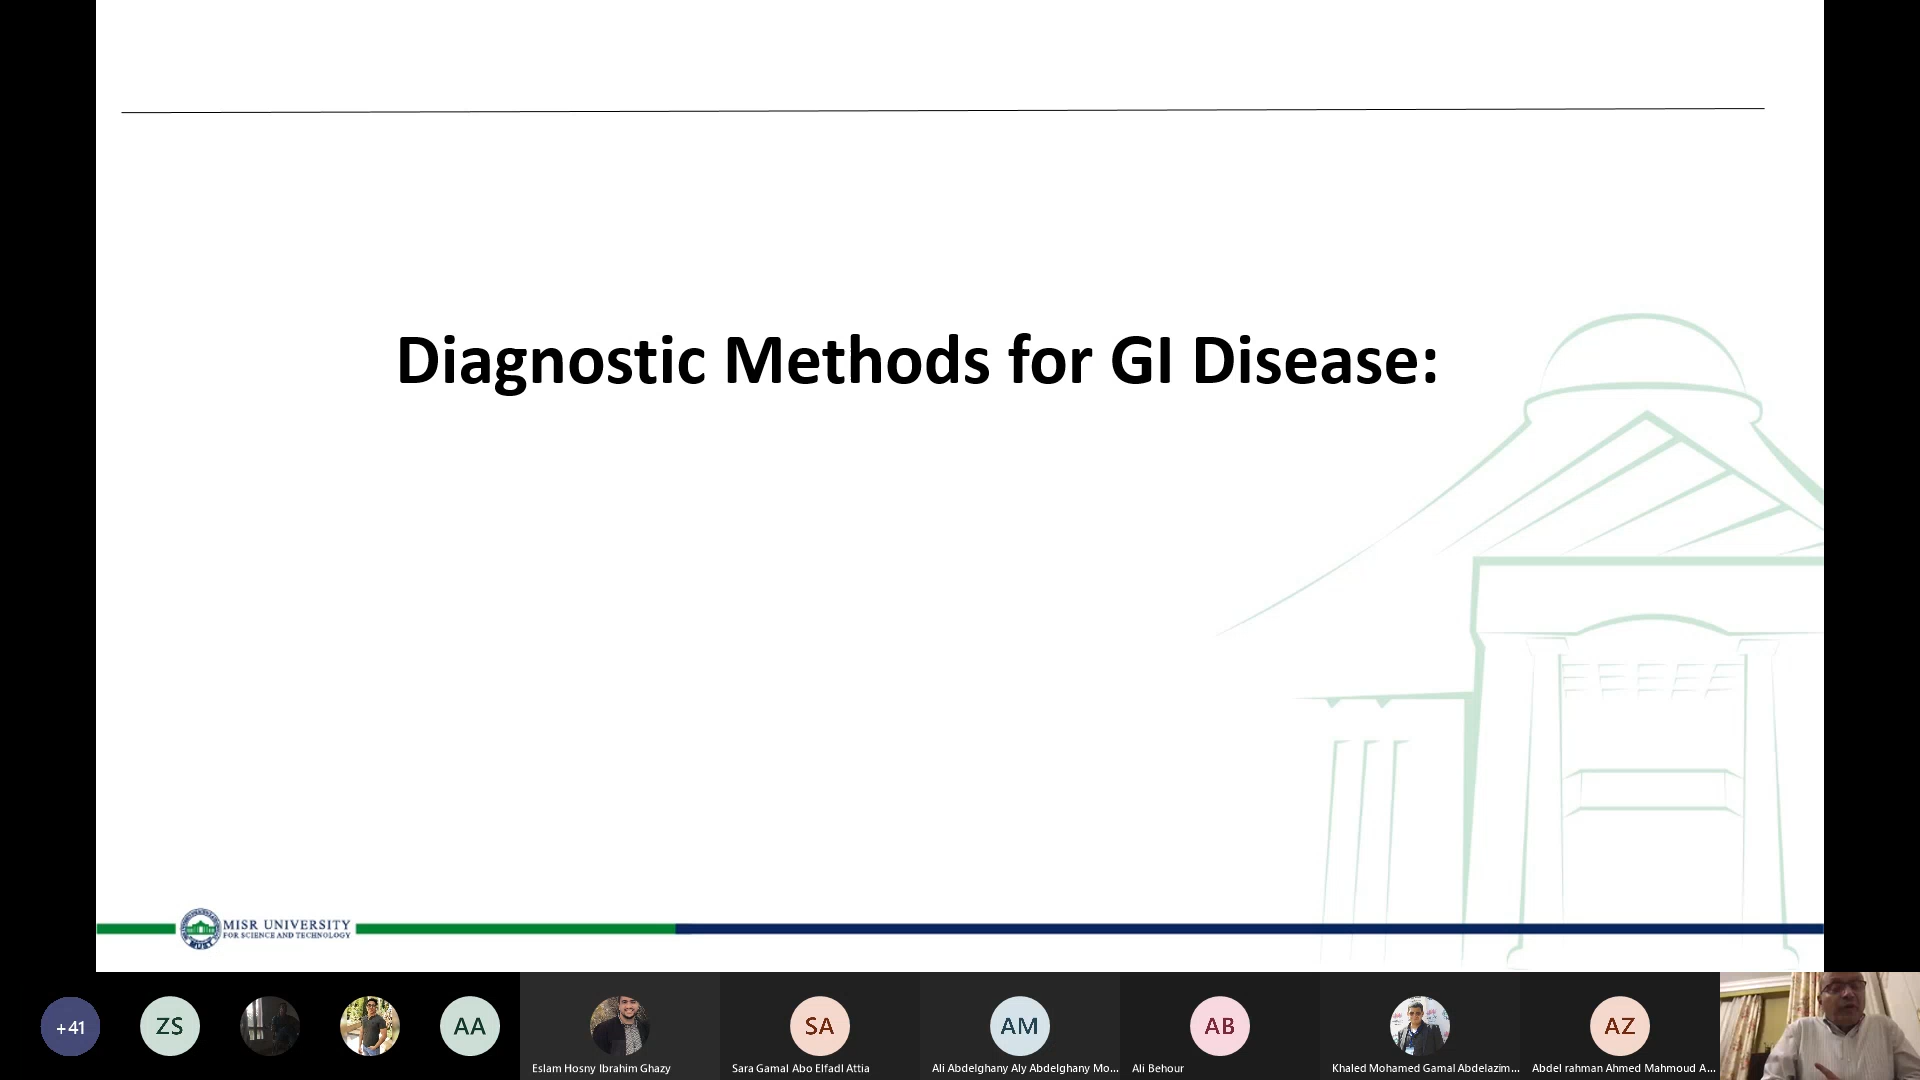 Diagnostic Methods for GI Disease:
MISR UNIVERSITY
FOR SCIENCE AND TECHNOLOGY
MUST
+41
ZS
AA
SA
AM
AB
AZ
Eslam Hosny Ibrahim Ghazy
Sara Gamal Abo Elfadl Attia
Ali Abdelghany Aly Abdelghany Mo...
Ali Behour
Khaled Mohamed Gamal Abdelazim...
Abdel rahman Ahmed Mahmoud A...